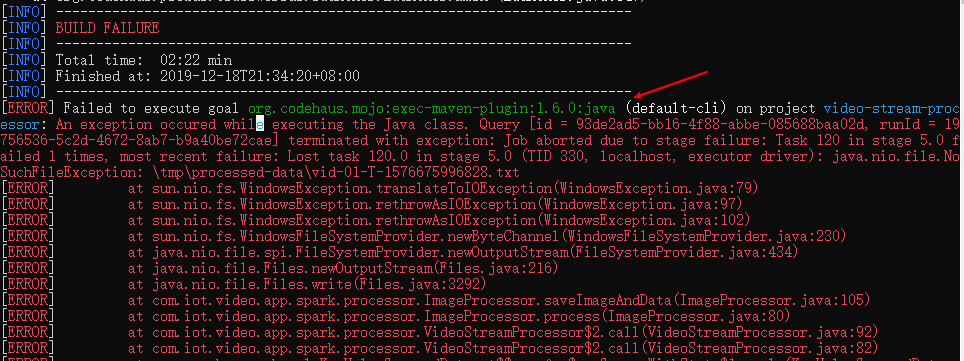 [INFO] ------------------------------------------------------------------------
[INFO] BUILD FAILURE
[INFO] ------------------------------------------------------------------------
[INFO] Total time:  02:22 min
[INFO] Finished at: 2019-12-18T21:34:20+08:00
[INFO] ------------------------------------------------------------------------
[ERROR] Failed to execute goal org.codehaus.mojo:exec-maven-plugin:1.6.0:java (default-cli) on project video-stream-proc
essor: An exception occured while executing the Java class. Query [id = 93de2ad5-bb16-4f88-abbe-085688baa02d, runId = 19
756536-5c2d-4672-8ab7-b9a40be72cae] terminated with exception: Job aborted due to stage failure: Task 120 in stage 5.0 f
ailed 1 times, most recent failure: Lost task 120.0 in stage 5.0 (TID 330, localhost, executor driver): java.nio.file.No
SuchFileException: \tmp\processed-data\vid-01-T-1576675996828.txt
[ERROR]         at sun.nio.fs.WindowsException.translateToIOException(WindowsException.java:79)
[ERROR]         at sun.nio.fs.WindowsException.rethrowAsIOException(WindowsException.java:97)
[ERROR]         at sun.nio.fs.WindowsException.rethrowAsIOException(WindowsException.java:102)
[ERROR]         at sun.nio.fs.WindowsFileSystemProvider.newByteChannel(WindowsFileSystemProvider.java:230)
[ERROR]         at java.nio.file.spi.FileSystemProvider.newOutputStream(FileSystemProvider.java:434)
[ERROR]         at java.nio.file.Files.newOutputStream(Files.java:216)
[ERROR]         at java.nio.file.Files.write(Files.java:3292)
[ERROR]         at com.iot.video.app.spark.processor.ImageProcessor.saveImageAndData(ImageProcessor.java:105)
[ERROR]         at com.iot.video.app.spark.processor.ImageProcessor.process(ImageProcessor.java:80)
[ERROR]         at com.iot.video.app.spark.processor.VideoStreamProcessor$2.call(VideoStreamProcessor.java:92)
[ERROR]         at com.iot.video.app.spark.processor.VideoStreamProcessor$2.call(VideoStreamProcessor.java:82)